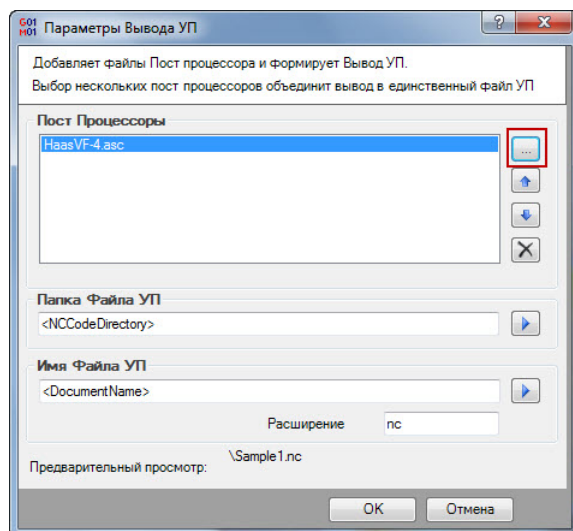 G01
M01 Параметры Вывода УП
?
X
Добавляет файлы Пост процессора и формирует Вывод УП.
Выбор нескольких пост процессоров объединит вывод в единственный файл УП
Пост Процессоры
HaasVF-4.asc
...
Папка Файла УП
<NCCodeDirectory>
Имя Файла УП
<DocumentName>
Расширение nc
Предварительный просмотр: \Sample1.nc
OK Отмена